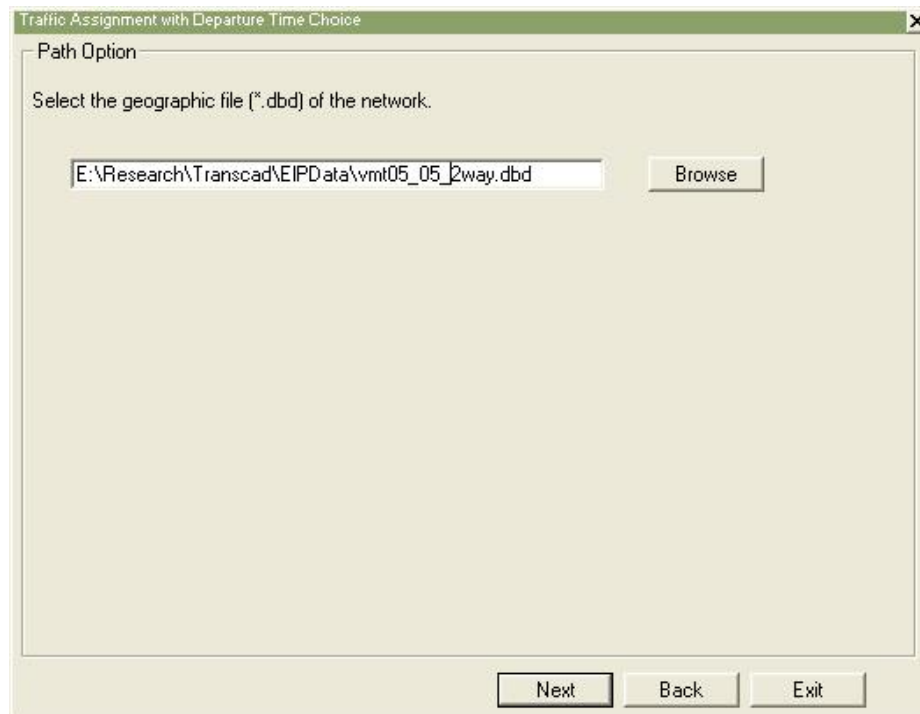 Traffic Assignment with Departure Time Choice
Path Option
Select the geographic file (*.dbd) of the network.
E:\Research\Transcad\EIPData\vmt05_05_2way.dbd
Browse
Next Back Exit